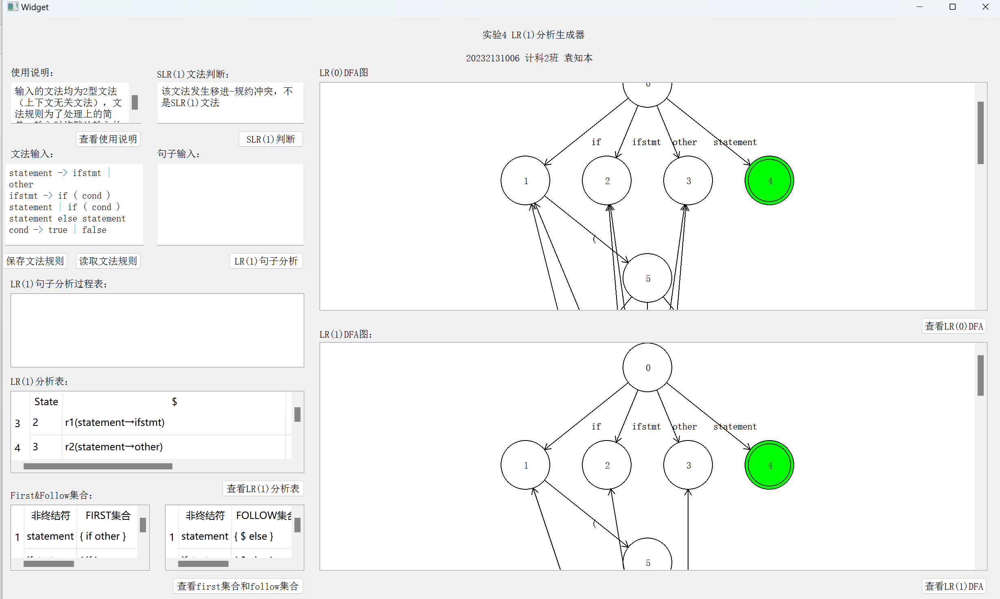 Widget
实验4 LR(1)分析生成器
20232131006 计科2班 袁知本
使用说明：
输入的文法均为2型文法
（上下文无关文法），文
法规则为了处理上的简
查看使用说明
SLR(1)文法判断：
该文法发生移进-规约冲突，不
是SLR(1)文法
SLR(1)判断
文法输入：
statement -> ifstmt |
other
ifstmt -> if ( cond )
statement | if ( cond )
statement else statement
cond -> true | false
保存文法规则
读取文法规则
句子输入：
LR(1)句子分析
LR(1)句子分析过程表：
LR(1)分析表：
State $
3 2 r1(statement→ifstmt)
4 3 r2(statement→other)
查看LR(1)分析表
First&Follow集合：
非终结符 FIRST集合
1 statement { if other }
非终结符 FOLLOW集合
1 statement { $ else }
查看first集合和follow集合
LR(0)DFA图
0
if ifstmt other statement
1 2 3 4
(
5
查看LR(0)DFA
LR(1)DFA图：
0
if ifstmt other statement
1 2 3 4
(
5
查看LR(1)DFA